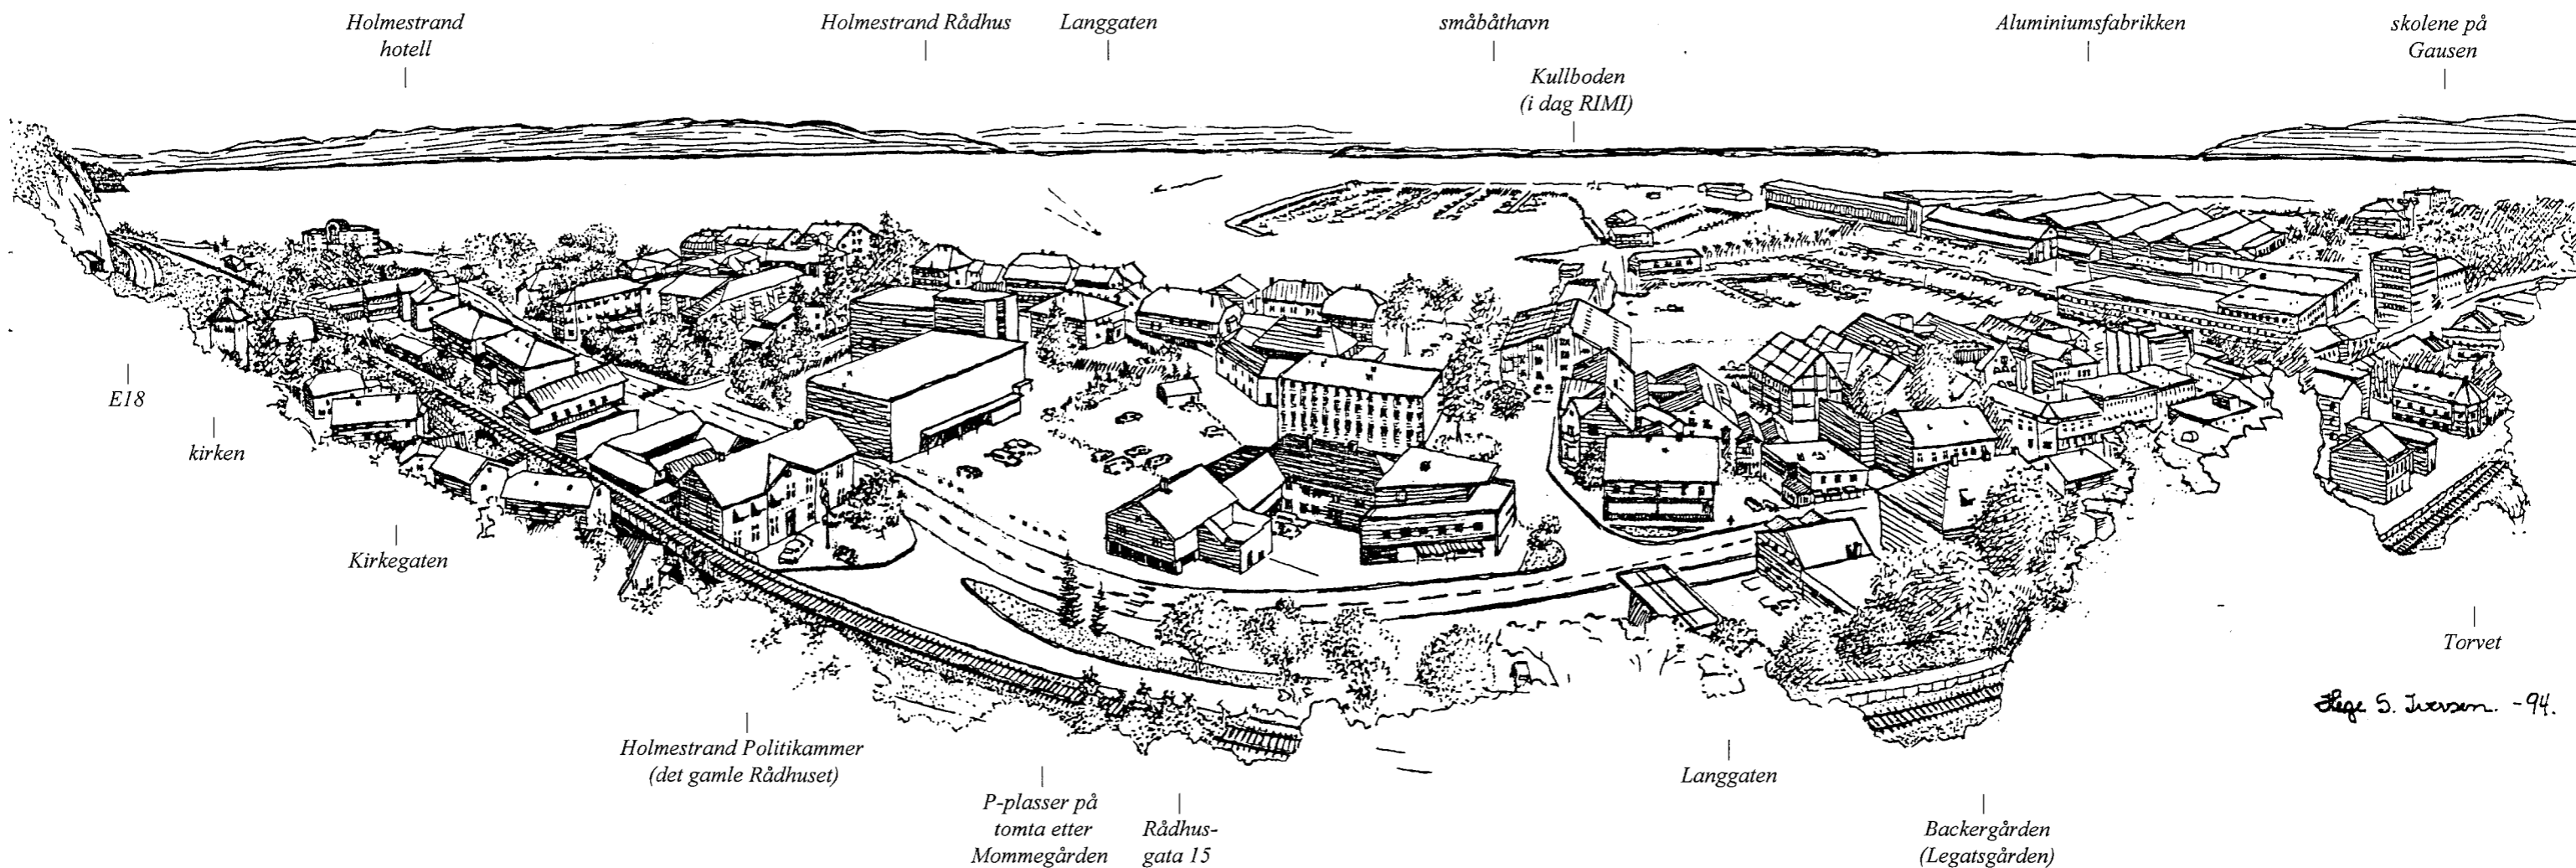 Holmestrand
hotell
Holmestrand Rådhus
Langgaten
småbåthavn
Kullboden
(i dag RIMI)
Aluminiumsfabrikken
skolene på
Gausen
E18
kirken
Kirkegaten
Holmestrand Politikammer
(det gamle Rådhuset)
P-plasser på
tomta etter
Mommegården
Rådhus-
gata 15
Langgaten
Backergården
(Legatsgården)
Torvet
Hege S. Iversen. -94.